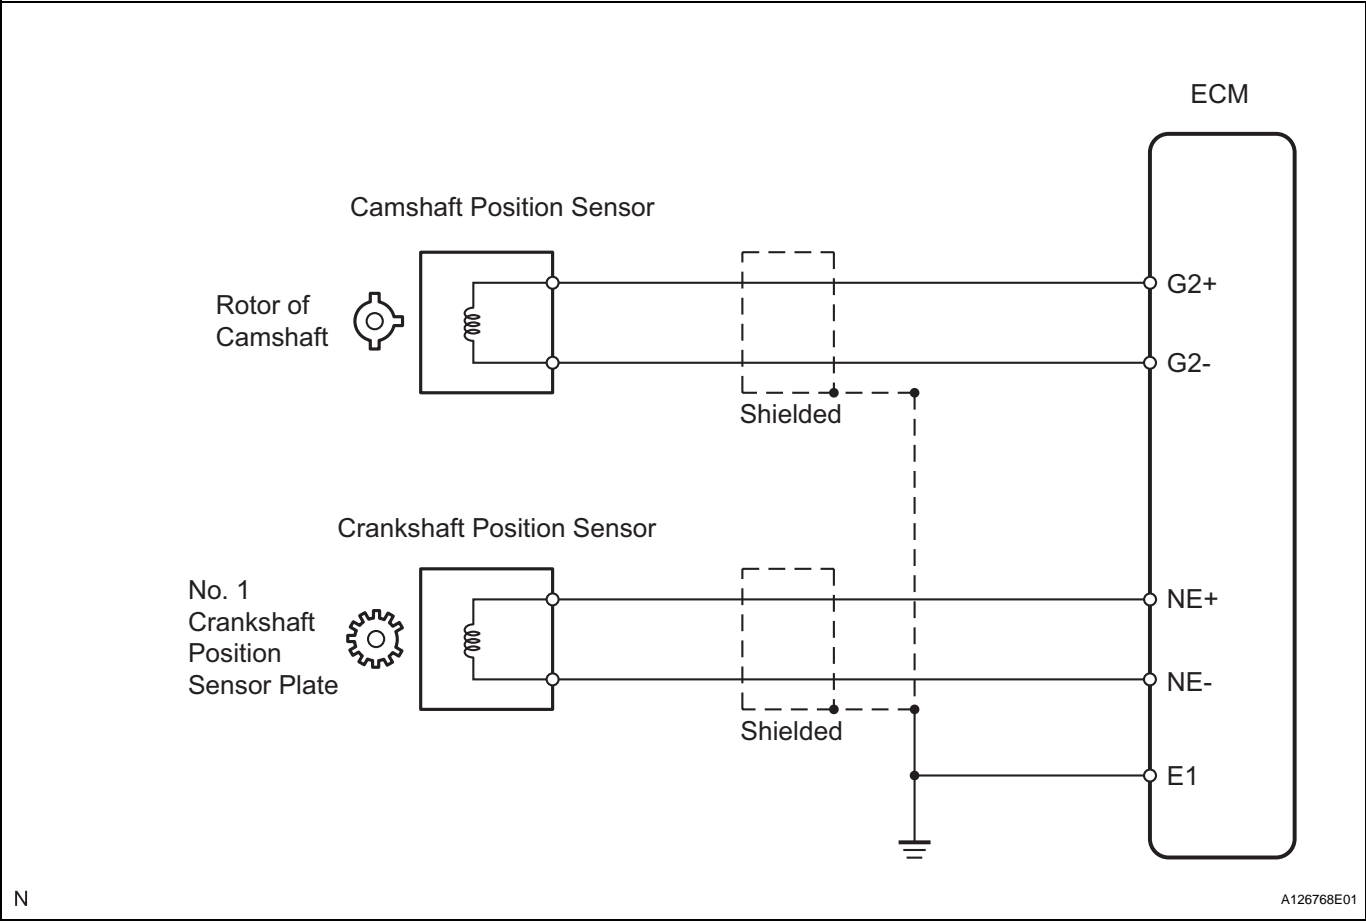 ECM
Camshaft Position Sensor
Rotor of
Camshaft
G2+
G2-
Shielded
Crankshaft Position Sensor
No. 1
Crankshaft
Position
Sensor Plate
NE+
NE-
Shielded
E1
N
A126768E01